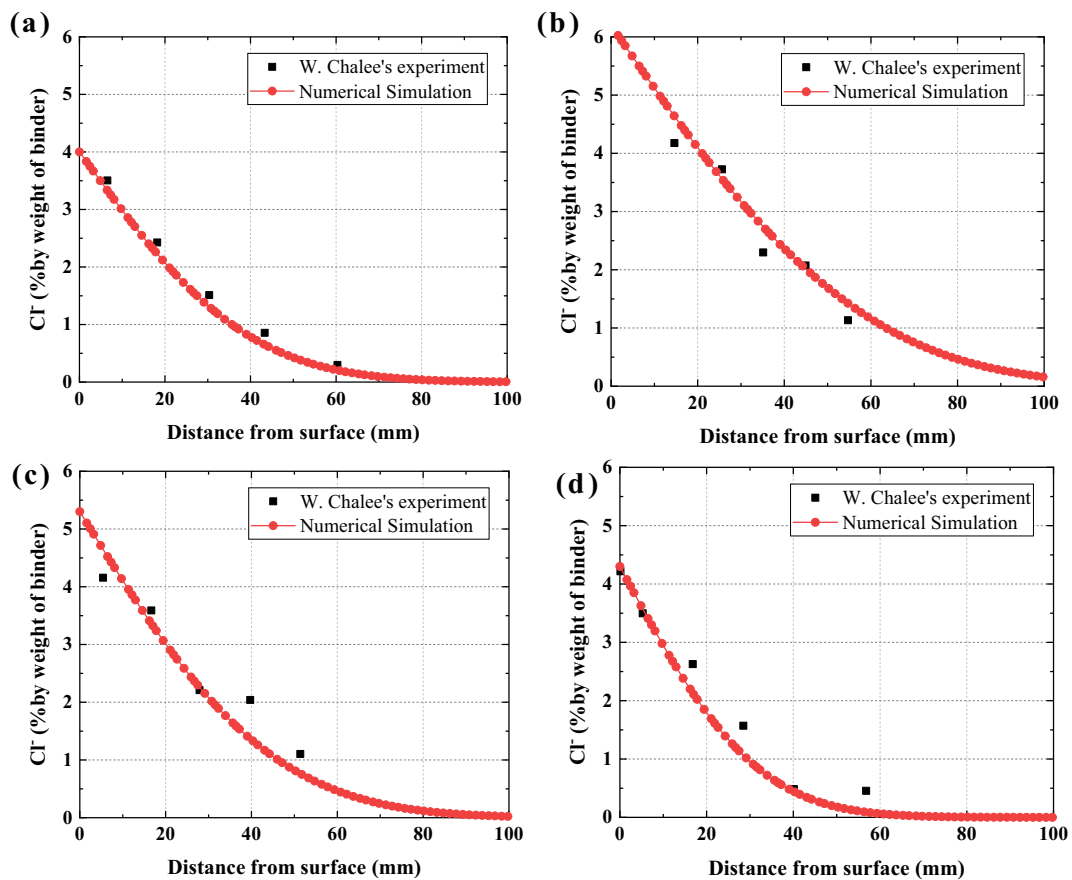 (a)
W. Chalee's experiment
Numerical Simulation
Cl⁻ (%by weight of binder)
6
5
4
3
2
1
0
0 20 40 60 80 100
Distance from surface (mm)
(b)
W. Chalee's experiment
Numerical Simulation
Cl⁻ (%by weight of binder)
6
5
4
3
2
1
0
0 20 40 60 80 100
Distance from surface (mm)
(c)
W. Chalee's experiment
Numerical Simulation
Cl⁻ (%by weight of binder)
6
5
4
3
2
1
0
0 20 40 60 80 100
Distance from surface (mm)
(d)
W. Chalee's experiment
Numerical Simulation
Cl⁻ (%by weight of binder)
6
5
4
3
2
1
0
0 20 40 60 80 100
Distance from surface (mm)